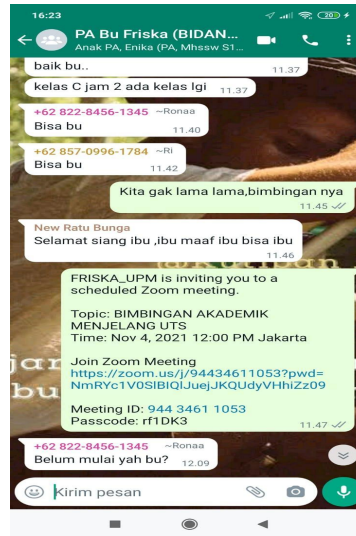 16:23
20
PA Bu Friska (BIDAN...
Anak PA, Enika (PA, Mhssw S1...
baik bu..
11.37
kelas C jam 2 ada kelas lgi
11.37
+62 822-8456-1345 ~Ronaa
Bisa bu
11.40
+62 857-0996-1784 ~Ri
Bisa bu
11.42
Kita gak lama lama,bimbingan nya
11.45
New Ratu Bunga
Selamat siang ibu ,ibu maaf ibu bisa ibu
11.46
FRISKA_UPM is inviting you to a
scheduled Zoom meeting.
Topic: BIMBINGAN AKADEMIK
MENJELANG UTS
Time: Nov 4, 2021 12:00 PM Jakarta
Join Zoom Meeting
https://zoom.us/j/94434611053?pwd=
NmRYc1V0SlBIQlJuejJKQUdyVHhiZz09
Meeting ID: 944 3461 1053
Passcode: rf1DK3
11.47
+62 822-8456-1345 ~Ronaa
Belum mulai yah bu?
12.09
Kirim pesan